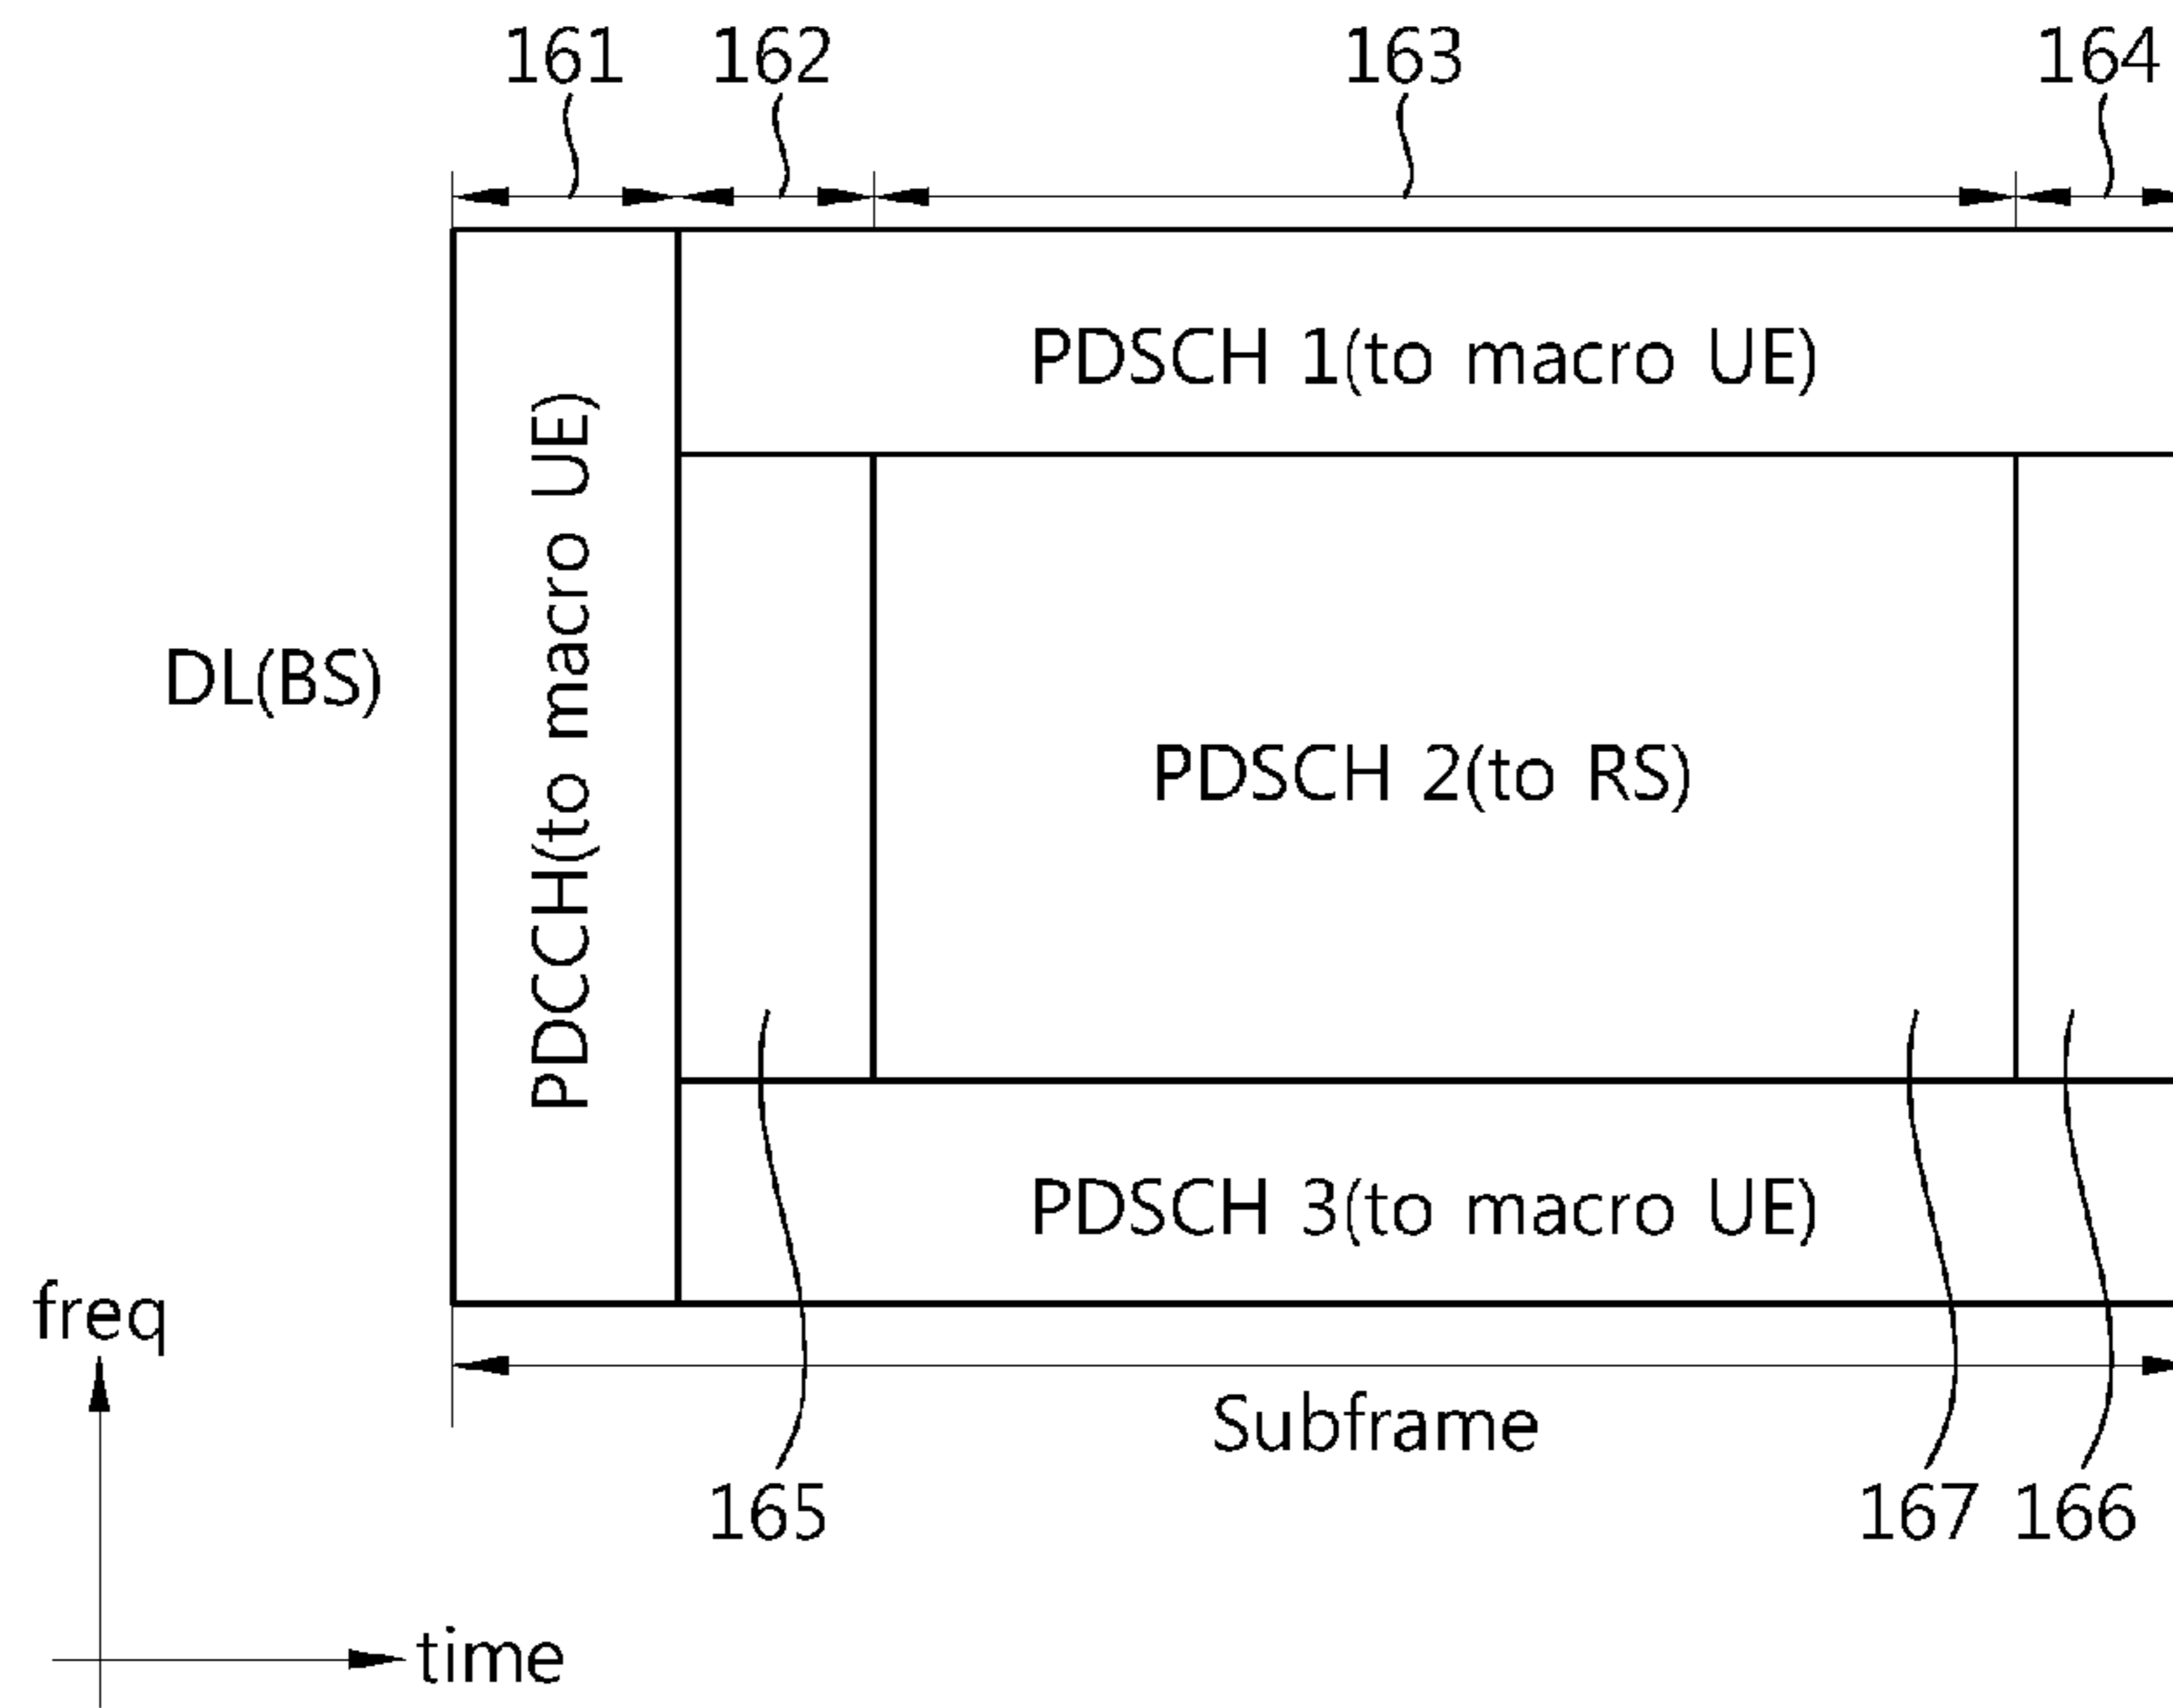 161 162 163 164
PDSCH 1(to macro UE)
PDCCH(to macro UE)
DL(BS)
PDSCH 2(to RS)
PDSCH 3(to macro UE)
freq
Subframe
165 167 166
time